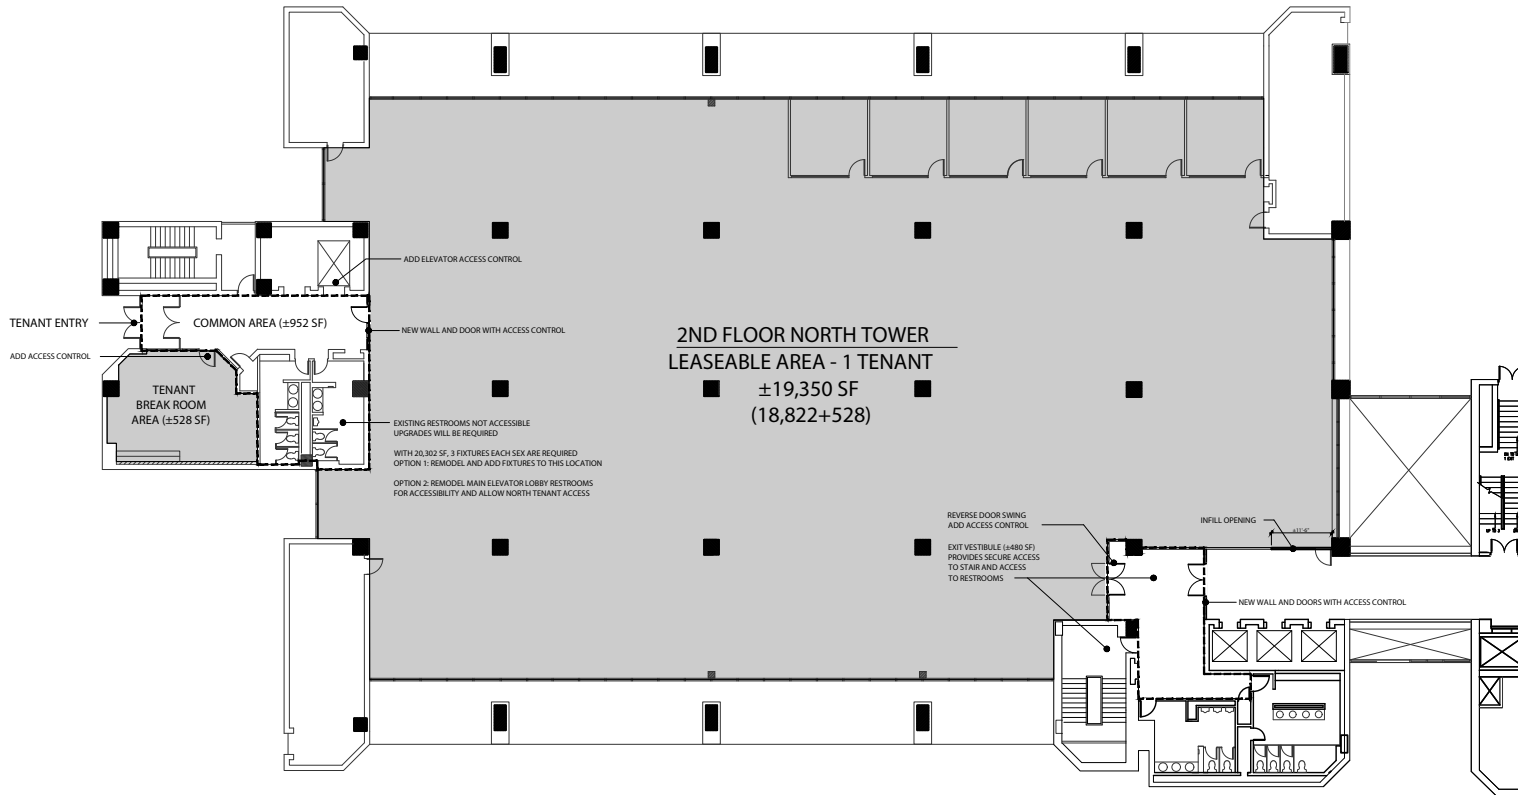 ADD ELEVATOR ACCESS CONTROL
TENANT ENTRY
COMMON AREA (±952 SF)
NEW WALL AND DOOR WITH ACCESS CONTROL
ADD ACCESS CONTROL
2ND FLOOR NORTH TOWER
LEASEABLE AREA - 1 TENANT
±19,350 SF
(18,822+528)
TENANT
BREAK ROOM
AREA (±528 SF)
EXISTING RESTROOMS NOT ACCESSIBLE
UPGRADES WILL BE REQUIRED
WITH 20,302 SF, 3 FIXTURES EACH SEX ARE REQUIRED
OPTION 1: REMODEL AND ADD FIXTURES TO THIS LOCATION
OPTION 2: REMODEL MAIN ELEVATOR LOBBY RESTROOMS
FOR ACCESSIBILITY AND ALLOW NORTH TENANT ACCESS
REVERSE DOOR SWING
ADD ACCESS CONTROL
EXIT VESTIBULE (±480 SF)
PROVIDES SECURE ACCESS
TO STAIR AND ACCESS
TO RESTROOMS
INFILL OPENING
±11'-6"
NEW WALL AND DOORS WITH ACCESS CONTROL